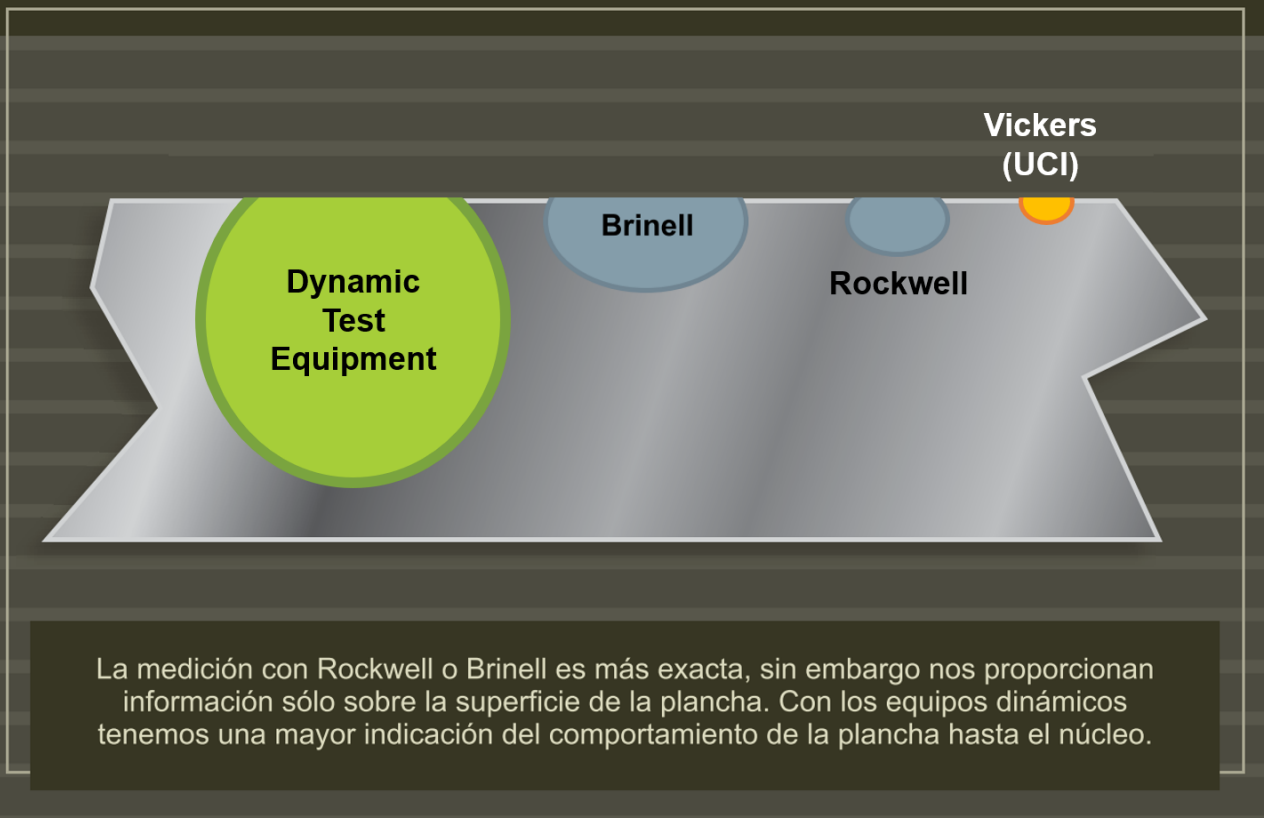 Vickers
(UCI)
Dynamic
Test
Equipment
Brinell
Rockwell
La medición con Rockwell o Brinell es más exacta, sin embargo nos proporcionan
información sólo sobre la superficie de la plancha. Con los equipos dinámicos
tenemos una mayor indicación del comportamiento de la plancha hasta el núcleo.